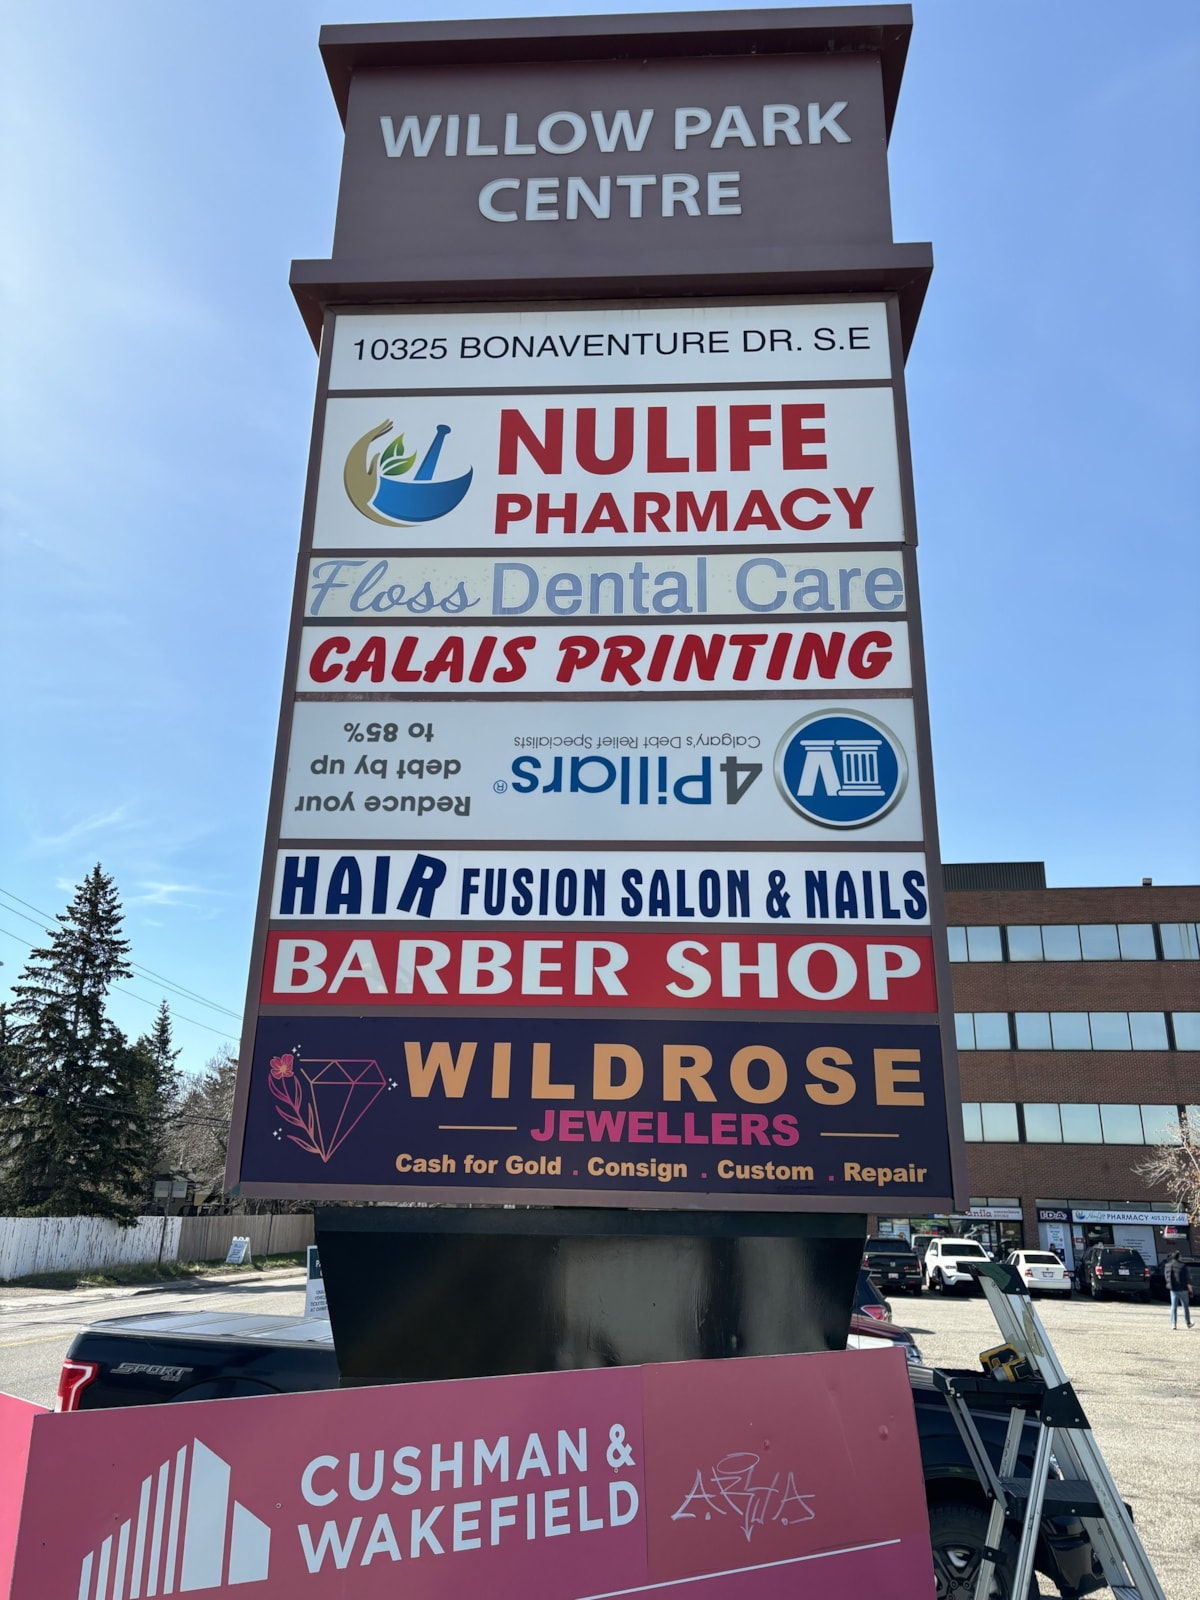 WILLOW PARK
CENTRE
10325 BONAVENTURE DR. S.E
NULIFE
PHARMACY
Floss Dental Care
CALAIS PRINTING
4Pillars®
Calgary's Debt Relief Specialists
Reduce your
debt by up
to 85%
HAIR FUSION SALON & NAILS
BARBER SHOP
WILDROSE
JEWELLERS
Cash for Gold . Consign . Custom . Repair
I.D.A.
PHARMACY
SPORT
CUSHMAN &
WAKEFIELD